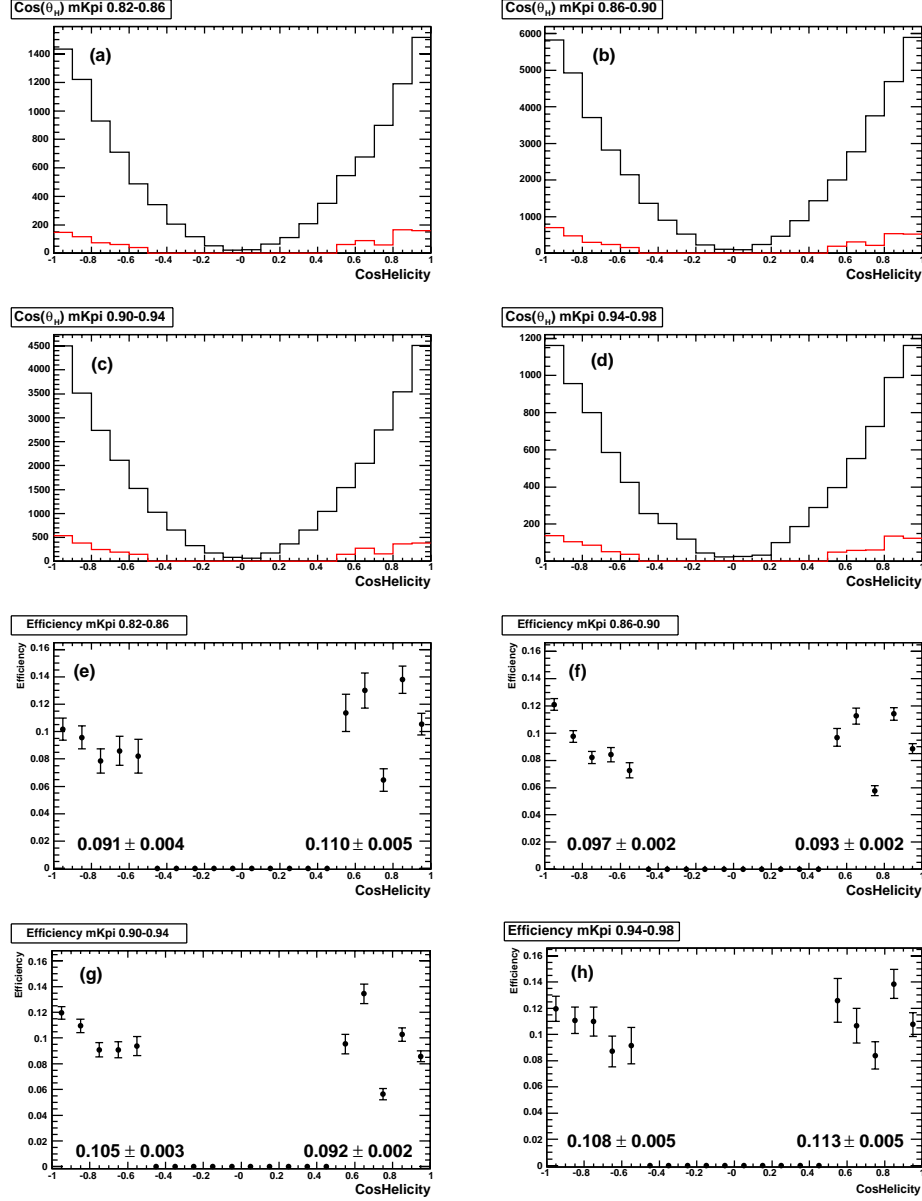 Cos(θH) mKpi 0.82-0.86
(a)
1400
1200
1000
800
600
400
200
0
-1 -0.8 -0.6 -0.4 -0.2 -0 0.2 0.4 0.6 0.8 1
CosHelicity
Cos(θH) mKpi 0.86-0.90
(b)
6000
5000
4000
3000
2000
1000
0
-1 -0.8 -0.6 -0.4 -0.2 -0 0.2 0.4 0.6 0.8 1
CosHelicity
Cos(θH) mKpi 0.90-0.94
(c)
4500
4000
3500
3000
2500
2000
1500
1000
500
0
-1 -0.8 -0.6 -0.4 -0.2 -0 0.2 0.4 0.6 0.8 1
CosHelicity
Cos(θH) mKpi 0.94-0.98
(d)
1200
1000
800
600
400
200
0
-1 -0.8 -0.6 -0.4 -0.2 -0 0.2 0.4 0.6 0.8 1
CosHelicity
Efficiency mKpi 0.82-0.86
Efficiency
(e)
0.16
0.14
0.12
0.1
0.08
0.06
0.04
0.02
0
0.091 ± 0.004 0.110 ± 0.005
-1 -0.8 -0.6 -0.4 -0.2 -0 0.2 0.4 0.6 0.8 1
CosHelicity
Efficiency mKpi 0.86-0.90
Efficiency
(f)
0.16
0.14
0.12
0.1
0.08
0.06
0.04
0.02
0
0.097 ± 0.002 0.093 ± 0.002
-1 -0.8 -0.6 -0.4 -0.2 -0 0.2 0.4 0.6 0.8 1
CosHelicity
Efficiency mKpi 0.90-0.94
Efficiency
(g)
0.16
0.14
0.12
0.1
0.08
0.06
0.04
0.02
0
0.105 ± 0.003 0.092 ± 0.002
-1 -0.8 -0.6 -0.4 -0.2 -0 0.2 0.4 0.6 0.8 1
CosHelicity
Efficiency mKpi 0.94-0.98
Efficiency
(h)
0.16
0.14
0.12
0.1
0.08
0.06
0.04
0.02
0
0.108 ± 0.005 0.113 ± 0.005
-1 -0.8 -0.6 -0.4 -0.2 -0 0.2 0.4 0.6 0.8 1
CosHelicity